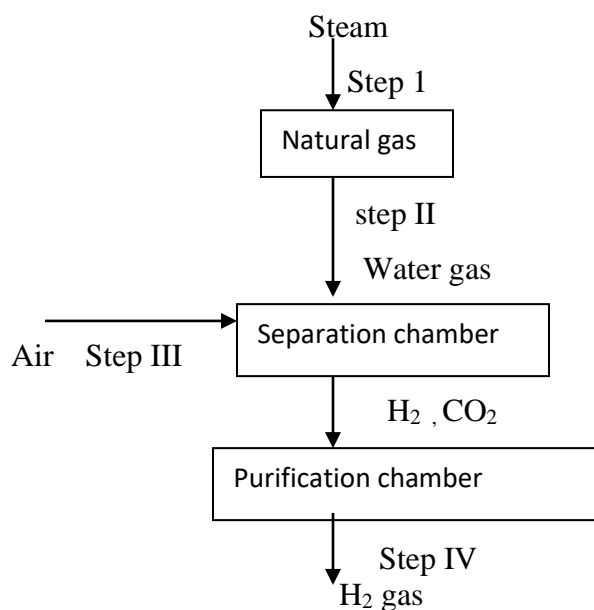 Steam
Step 1
Natural gas
step II
Water gas
Separation chamber
Air Step III
H₂ , CO₂
Purification chamber
Step IV
H₂ gas